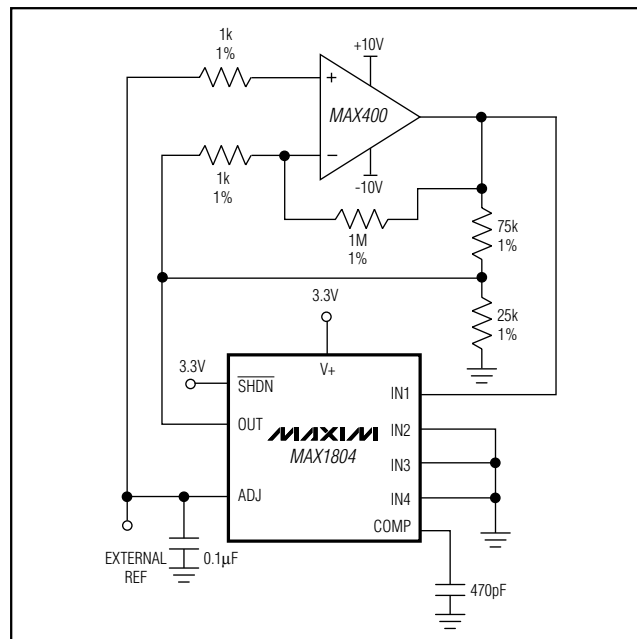 1k
1%
+10V
+
MAX400
−
-10V
1k
1%
1M
1%
75k
1%
25k
1%
3.3V
3.3V
V+
SHDN
IN1
OUT
MAXIM
MAX1804
IN2
IN3
ADJ
IN4
COMP
EXTERNAL
REF
0.1µF
470pF